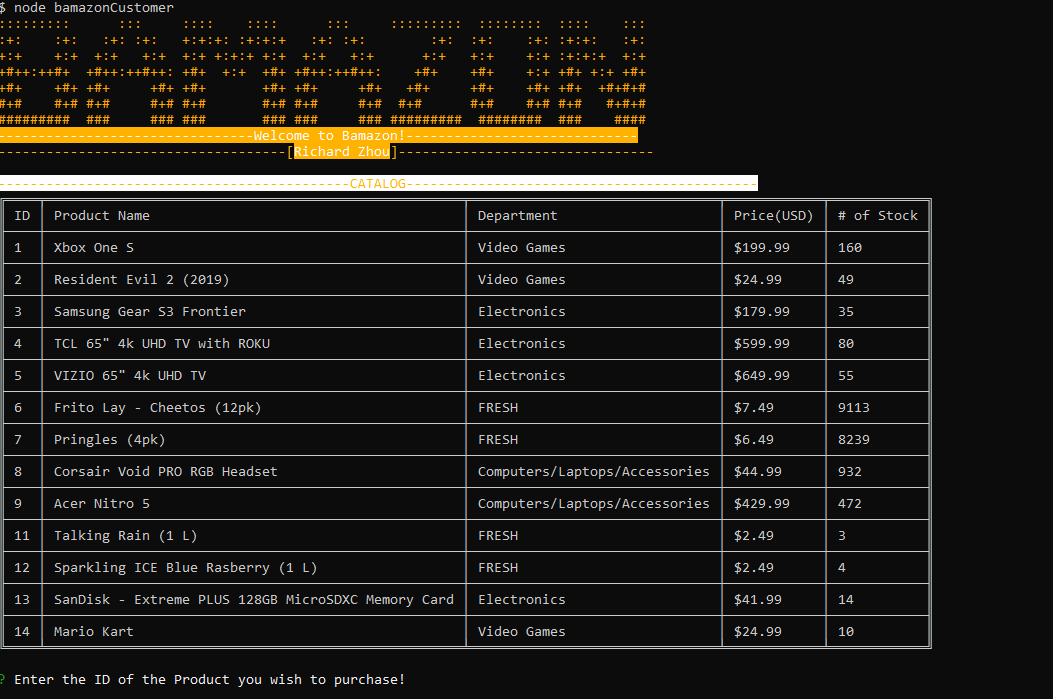 $ node bamazonCustomer
BAMAZON
-------------------------------Welcome to Bamazon!-----------------------------
------------------------------------[Richard Zhou]--------------------------------
--------------------------------------------CATALOG--------------------------------------------
ID Product Name Department Price(USD) # of Stock
1 Xbox One S Video Games $199.99 160
2 Resident Evil 2 (2019) Video Games $24.99 49
3 Samsung Gear S3 Frontier Electronics $179.99 35
4 TCL 65" 4k UHD TV with ROKU Electronics $599.99 80
5 VIZIO 65" 4k UHD TV Electronics $649.99 55
6 Frito Lay - Cheetos (12pk) FRESH $7.49 9113
7 Pringles (4pk) FRESH $6.49 8239
8 Corsair Void PRO RGB Headset Computers/Laptops/Accessories $44.99 932
9 Acer Nitro 5 Computers/Laptops/Accessories $429.99 472
11 Talking Rain (1 L) FRESH $2.49 3
12 Sparkling ICE Blue Rasberry (1 L) FRESH $2.49 4
13 SanDisk - Extreme PLUS 128GB MicroSDXC Memory Card Electronics $41.99 14
14 Mario Kart Video Games $24.99 10
? Enter the ID of the Product you wish to purchase!